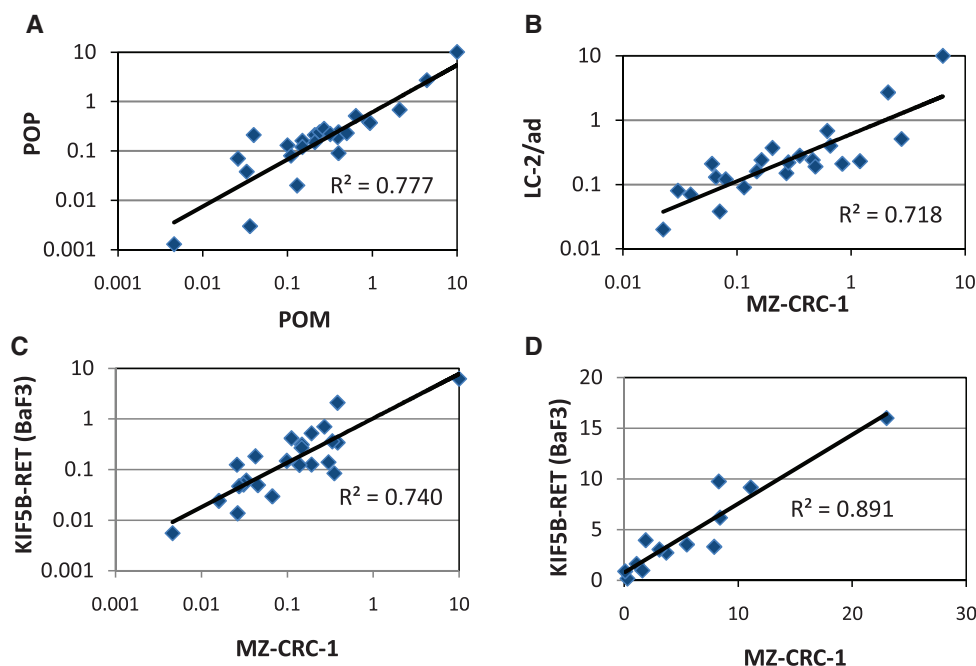 A
POP
10
1
0.1
0.01
0.001
R² = 0.777
0.001
0.01
0.1
1
10
POM
B
LC-2/ad
10
1
0.1
0.01
R² = 0.718
0.01
0.1
1
10
MZ-CRC-1
C
KIF5B-RET (BaF3)
10
1
0.1
0.01
0.001
R² = 0.740
0.001
0.01
0.1
1
10
MZ-CRC-1
D
KIF5B-RET (BaF3)
20
15
10
5
0
R² = 0.891
0
10
20
30
MZ-CRC-1